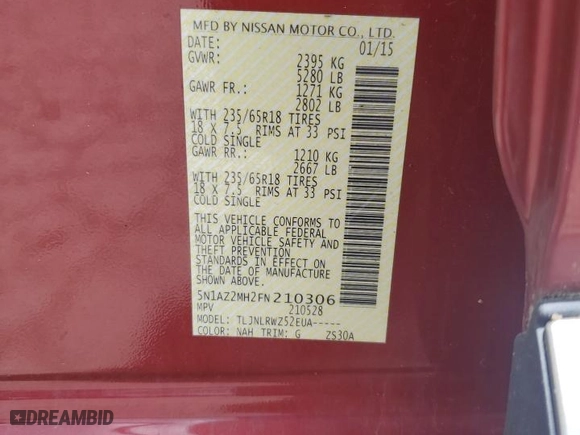 MFD BY NISSAN MOTOR CO., LTD.
DATE: 01/15
GVWR: 2395 KG
5280 LB
GAWR FR.: 1271 KG
2802 LB
WITH 235/65R18 TIRES
18 X 7.5 RIMS AT 33 PSI
COLD SINGLE
GAWR RR.: 1210 KG
2667 LB
WITH 235/65R18 TIRES
18 X 7.5 RIMS AT 33 PSI
COLD SINGLE
THIS VEHICLE CONFORMS TO
ALL APPLICABLE FEDERAL
MOTOR VEHICLE SAFETY AND
THEFT PREVENTION
STANDARDS IN EFFECT ON
THE DATE OF MANUFACTURE
SHOWN ABOVE.
5N1AZ2MH2FN210306
MPV 210528
MODEL: TLJNLRWZ52EUA-----
COLOR: NAH TRIM: G ZS30A
DREAMBID